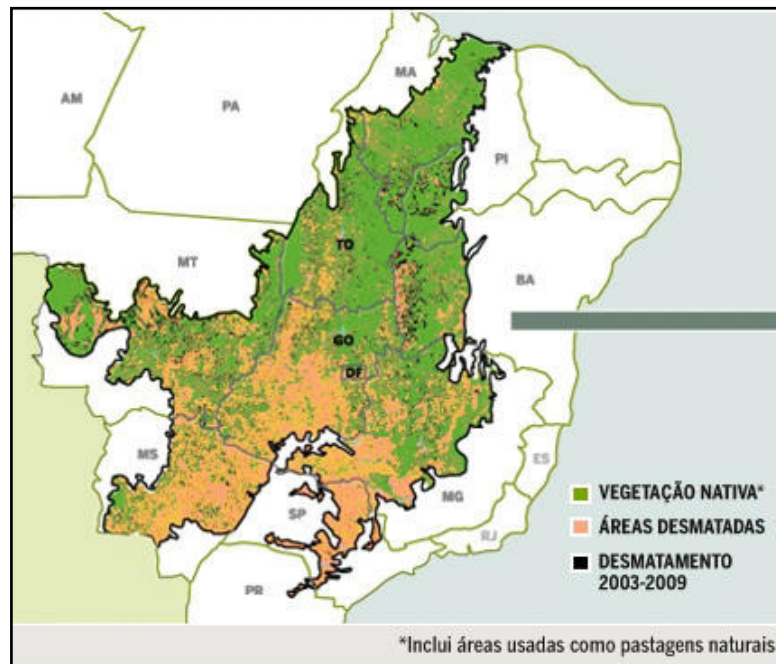 MA
AM
PA
PI
TO
MT
BA
GO
DF
MS
ES
MG
SP
RJ
PR
VEGETAÇÃO NATIVA*
ÁREAS DESMATADAS
DESMATAMENTO
2003-2009
*Inclui áreas usadas como pastagens naturais